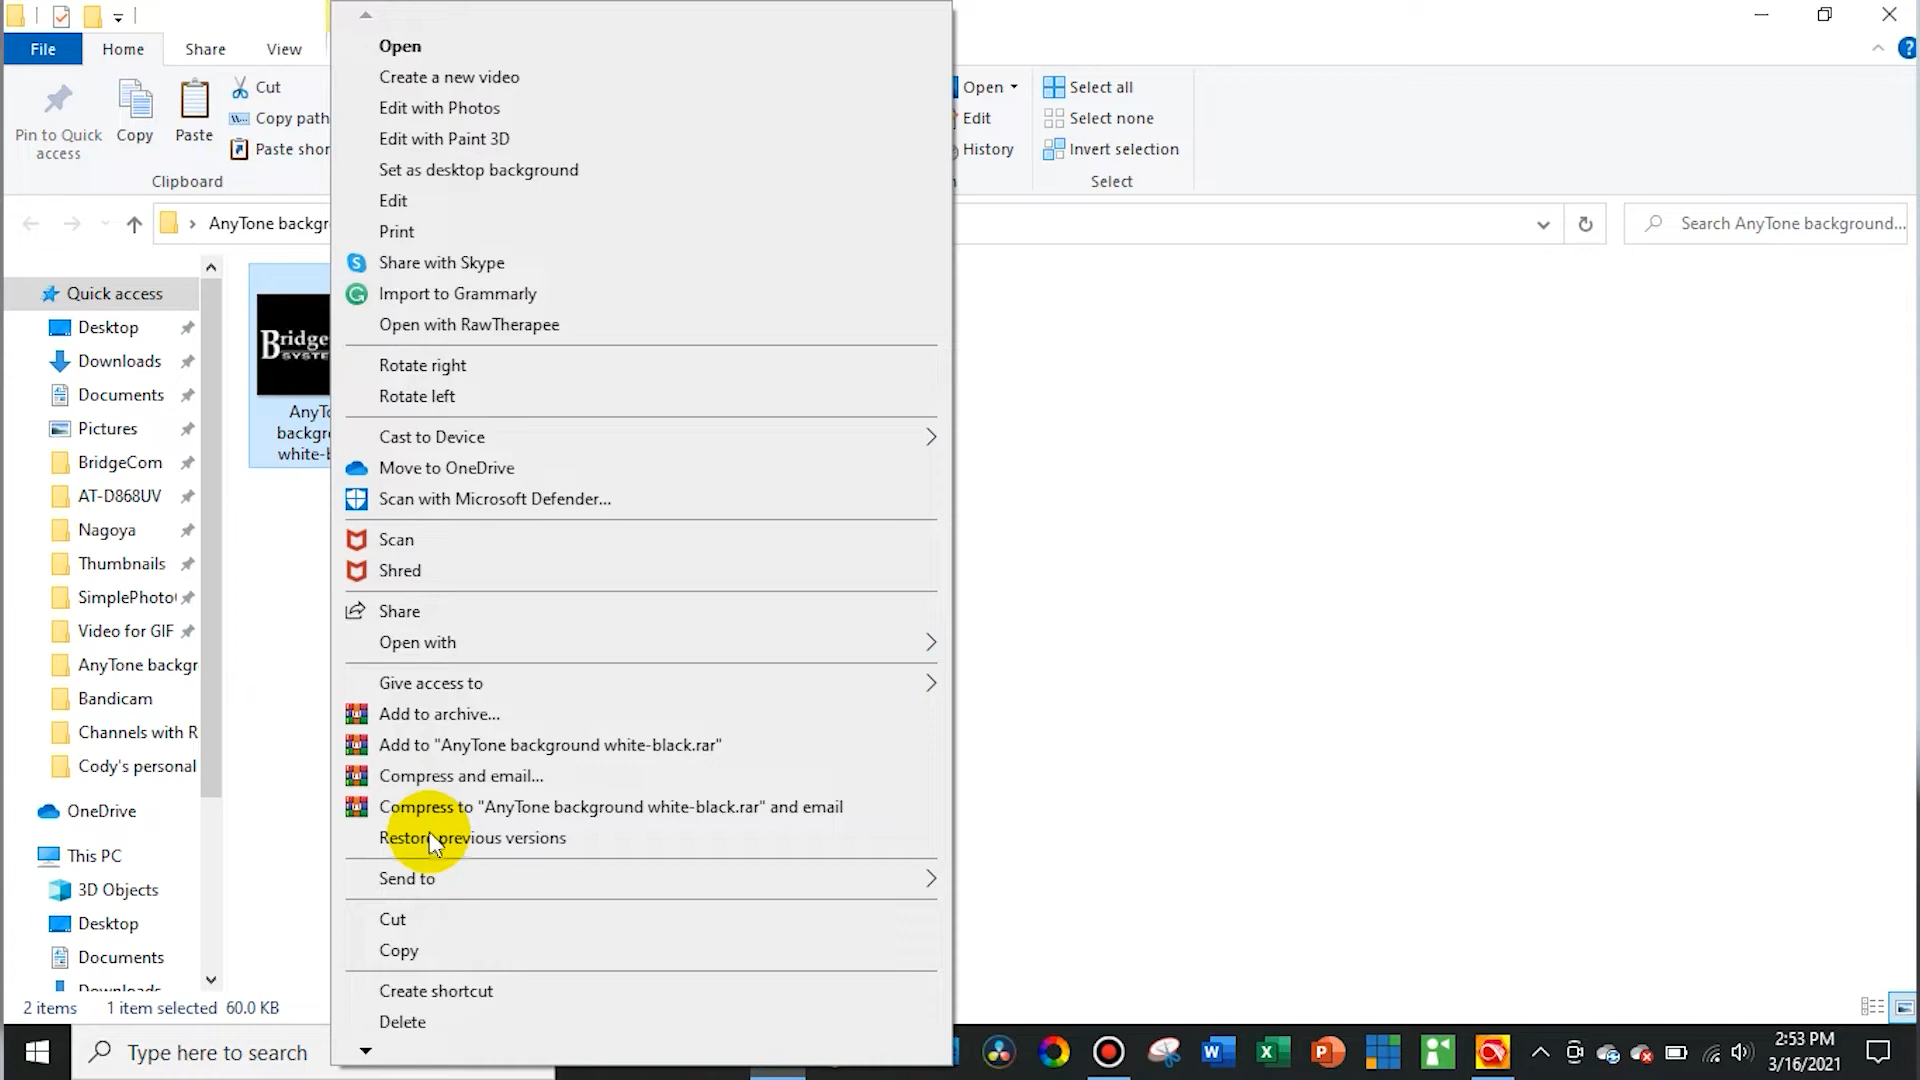 File
Home
Share
View
Pin to Quick
access
Copy
Paste
Cut
Copy path
Paste shor
Clipboard
Open
Edit
History
Select all
Select none
Invert selection
Select
AnyTone backgr
Search AnyTone background...
Quick access
Desktop
Downloads
Documents
Pictures
BridgeCom
AT-D868UV
Nagoya
Thumbnails
SimplePhoto
Video for GIF
AnyTone backgr
Bandicam
Channels with R
Cody's personal
OneDrive
This PC
3D Objects
Desktop
Documents
Downloads
Bridge
SYSTE
AnyTo
backgr
white-b
Open
Create a new video
Edit with Photos
Edit with Paint 3D
Set as desktop background
Edit
Print
Share with Skype
Import to Grammarly
Open with RawTherapee
Rotate right
Rotate left
Cast to Device
Move to OneDrive
Scan with Microsoft Defender...
Scan
Shred
Share
Open with
Give access to
Add to archive...
Add to "AnyTone background white-black.rar"
Compress and email...
Compress to "AnyTone background white-black.rar" and email
Restore previous versions
Send to
Cut
Copy
Create shortcut
Delete
2 items 1 item selected 60.0 KB
Type here to search
2:53 PM
3/16/2021